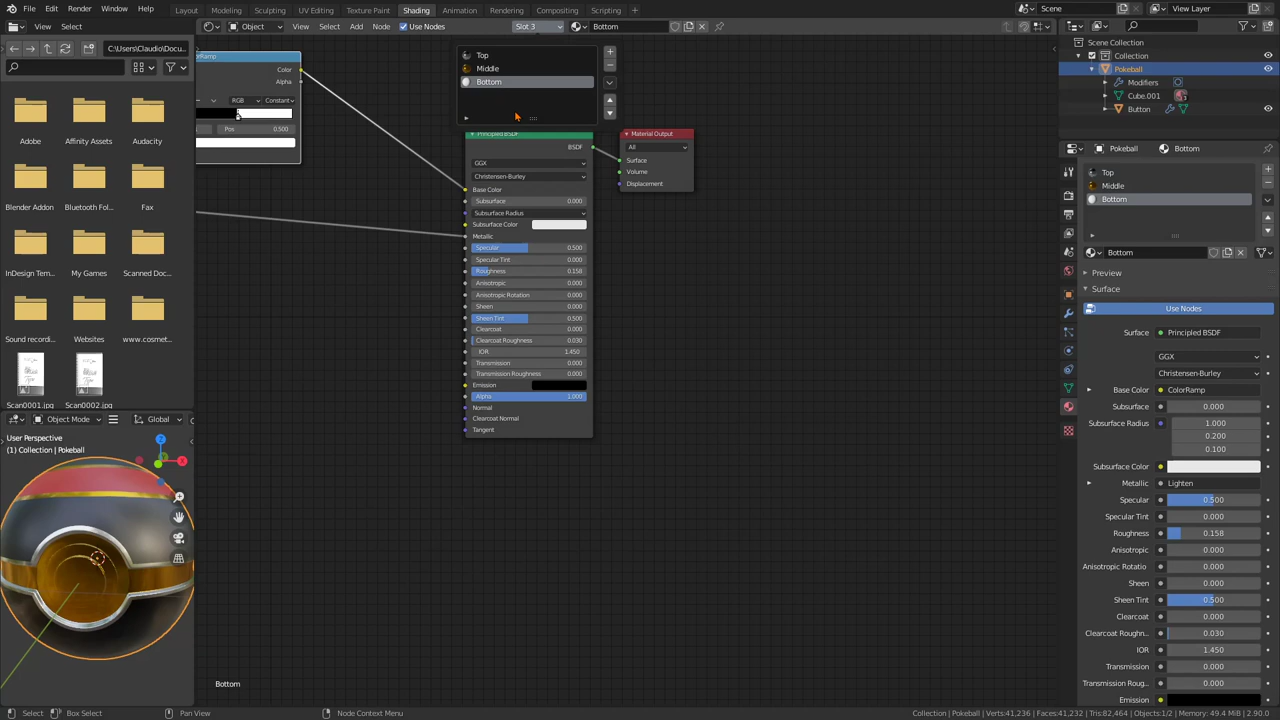 File Edit Render Window Help Layout Modeling Sculpting UV Editing Texture Paint Shading Animation Rendering Compositing Scripting Scene View Layer
Object View Select Add Node Use Nodes Slot 3 Bottom
C:\Users\Claudio\Docu...
Adobe Affinity Assets Audacity
Blender Addon Bluetooth Fol... Fax
InDesign Tem... My Games Scanned Doc...
Sound recordi... Websites www.cosmet...
Scan0001.jpg Scan0002.jpg
Object Mode Global
User Perspective
(1) Collection | Pokeball
ColorRamp
Color
Alpha
RGB Constant
Pos 0.500
Top
Middle
Bottom
Principled BSDF
BSDF
GGX
Christensen-Burley
Base Color
Subsurface 0.000
Subsurface Radius
Subsurface Color
Metallic
Specular 0.500
Specular Tint 0.000
Roughness 0.158
Anisotropic 0.000
Anisotropic Rotation 0.000
Sheen 0.000
Sheen Tint 0.500
Clearcoat 0.000
Clearcoat Roughness 0.030
IOR 1.450
Transmission 0.000
Transmission Roughness 0.000
Emission
Alpha 1.000
Normal
Clearcoat Normal
Tangent
Material Output
All
Surface
Volume
Displacement
Bottom
Scene Collection
Collection
Pokeball
Modifiers
Cube.001 3
Button
Pokeball Bottom
Top
Middle
Bottom
Bottom
Preview
Surface
Use Nodes
Surface Principled BSDF
GGX
Christensen-Burley
Base Color ColorRamp
Subsurface 0.000
Subsurface Radius 1.000
0.200
0.100
Subsurface Color
Metallic Lighten
Specular 0.500
Specular Tint 0.000
Roughness 0.158
Anisotropic 0.000
Anisotropic Rotatio 0.000
Sheen 0.000
Sheen Tint 0.500
Clearcoat 0.000
Clearcoat Roughn... 0.030
IOR 1.450
Transmission 0.000
Transmission Roug... 0.000
Emission
Select Box Select Pan View Node Context Menu Collection | Pokeball | Verts:41,236 | Faces:41,232 | Tris:82,464 | Objects:1/2 | Memory: 49.4 MiB | 2.90.0